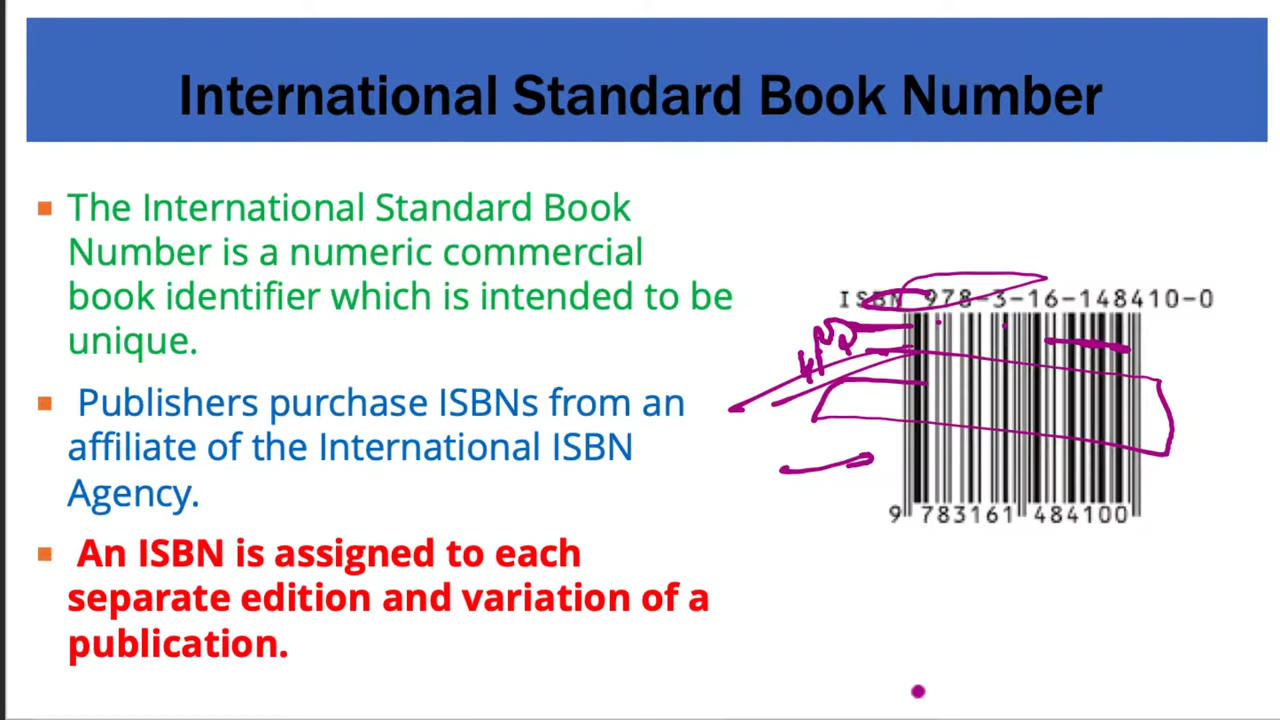 International Standard Book Number
The International Standard Book
Number is a numeric commercial
book identifier which is intended to be
unique.
Publishers purchase ISBNs from an
affiliate of the International ISBN
Agency.
An ISBN is assigned to each
separate edition and variation of a
publication.
ISBN 978-3-16-148410-0
9 783161 484100